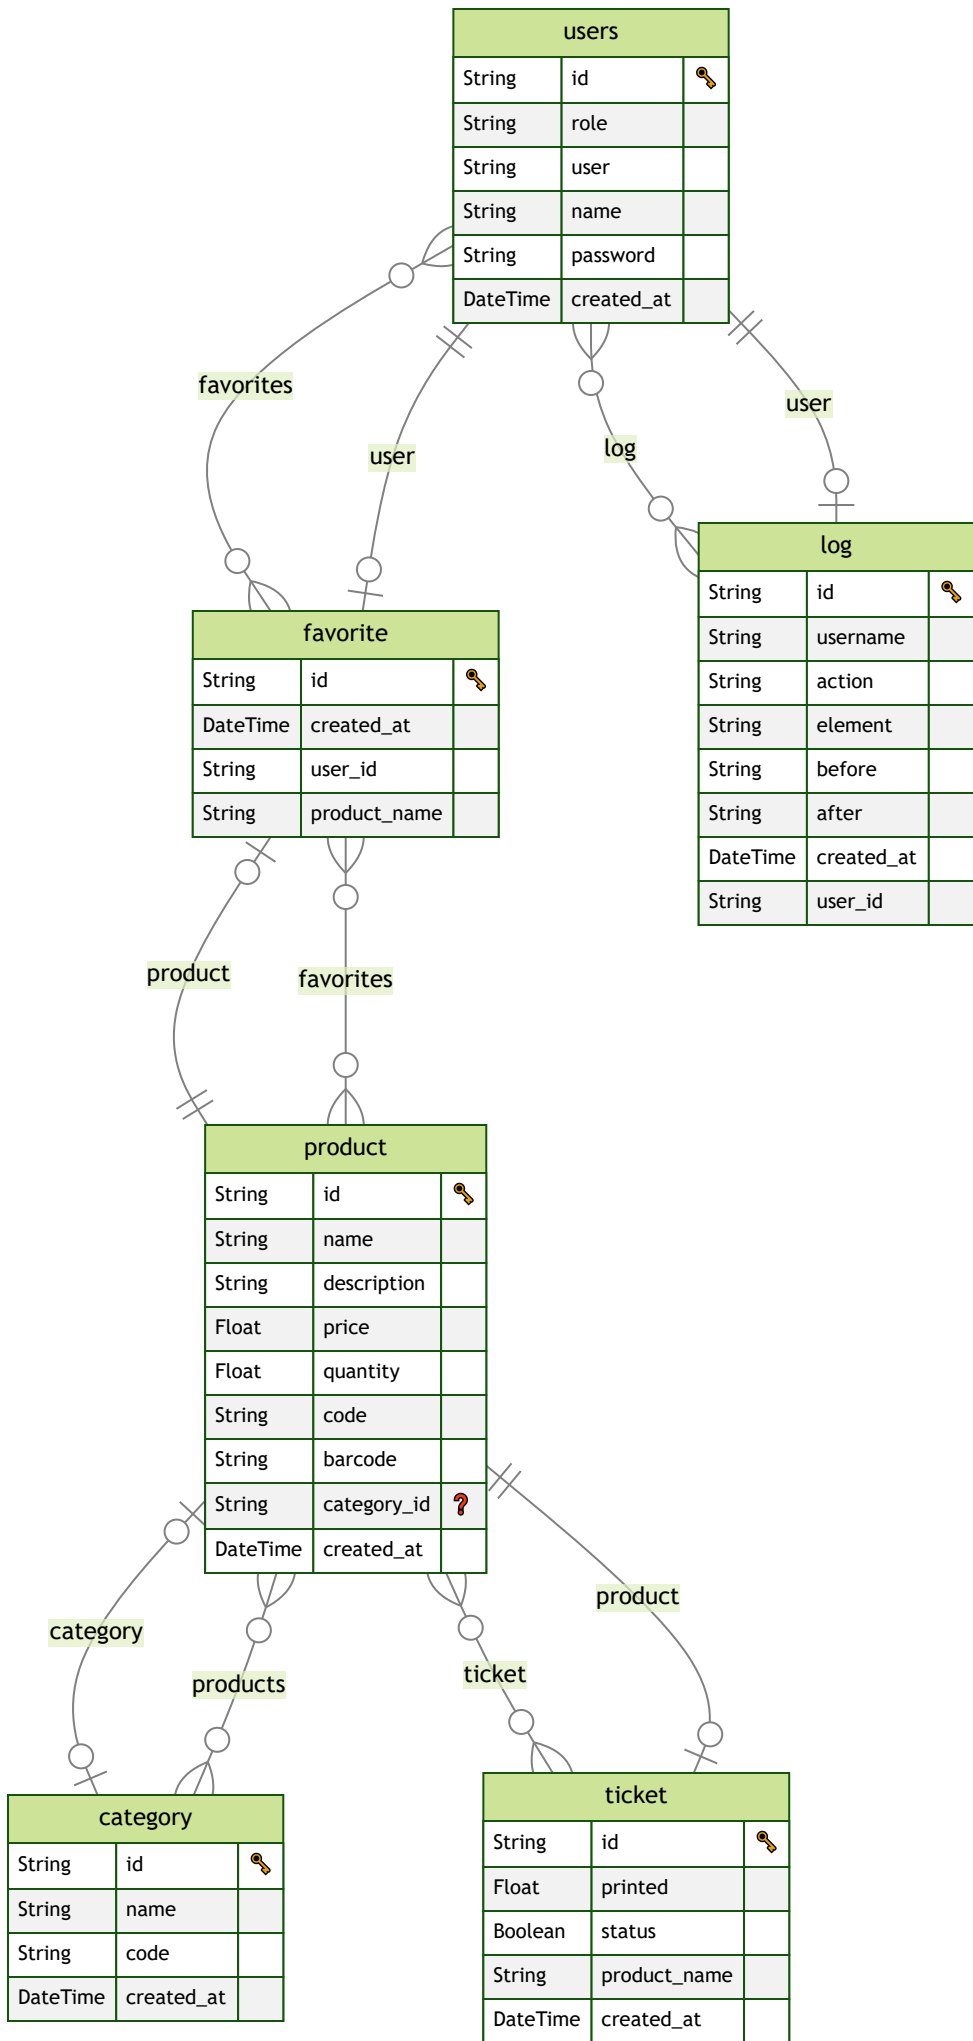 users
String id
String role
String user
String name
String password
DateTime created_at
favorites
user
log
user
log
String id
String username
String action
String element
String before
String after
DateTime created_at
String user_id
favorite
String id
DateTime created_at
String user_id
String product_name
product
favorites
product
String id
String name
String description
Float price
Float quantity
String code
String barcode
String category_id ?
DateTime created_at
category
products
ticket
product
category
String id
String name
String code
DateTime created_at
ticket
String id
Float printed
Boolean status
String product_name
DateTime created_at